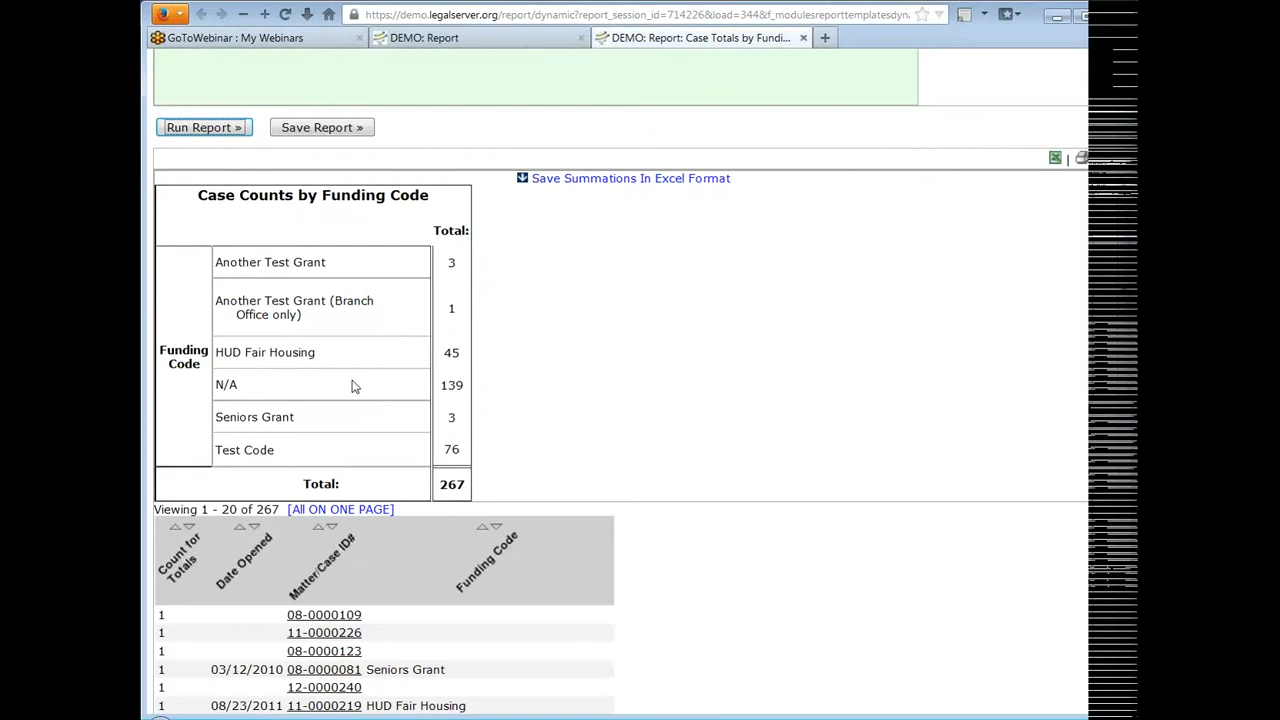 https://demo.legalserver.org/report/dynamic?report_session_id=714226&load=344&f_modulesreporttemplatesdyna
GoToWebinar : My Webinars
DEMO: Report
DEMO: Report: Case Totals by Fundi...
Run Report »
Save Report »
Save Summations In Excel Format
Case Counts by Funding Code
Total:
Funding Code
Another Test Grant 3
Another test Grant (Branch
Office only) 1
HUD Fair Housing 45
N/A 139
Seniors Grant 3
Test Code 76
Total: 267
Viewing 1 - 20 of 267 [All ON ONE PAGE]
Count for Totals
Date Opened
Matter/Case ID#
Funding Code
1 08-0000109
1 11-0000226
1 08-0000123
1 03/12/2010 08-0000081 Seniors Grant
1 12-0000240
1 08/23/2011 11-0000219 HUD Fair Housing